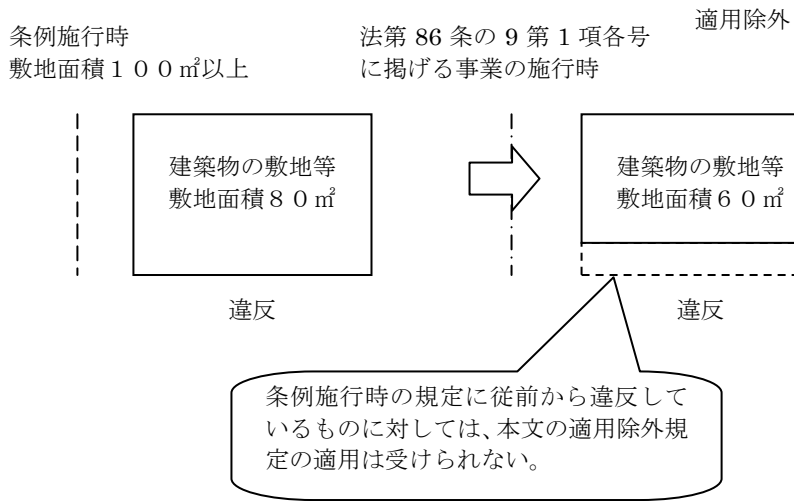 適用除外
条例施行時
敷地面積１００㎡以上
法第 86 条の 9 第 1 項各号
に掲げる事業の施行時
建築物の敷地等
敷地面積８０㎡
建築物の敷地等
敷地面積６０㎡
違反
違反
条例施行時の規定に従前から違反して
いるものに対しては、本文の適用除外規
定の適用は受けられない。